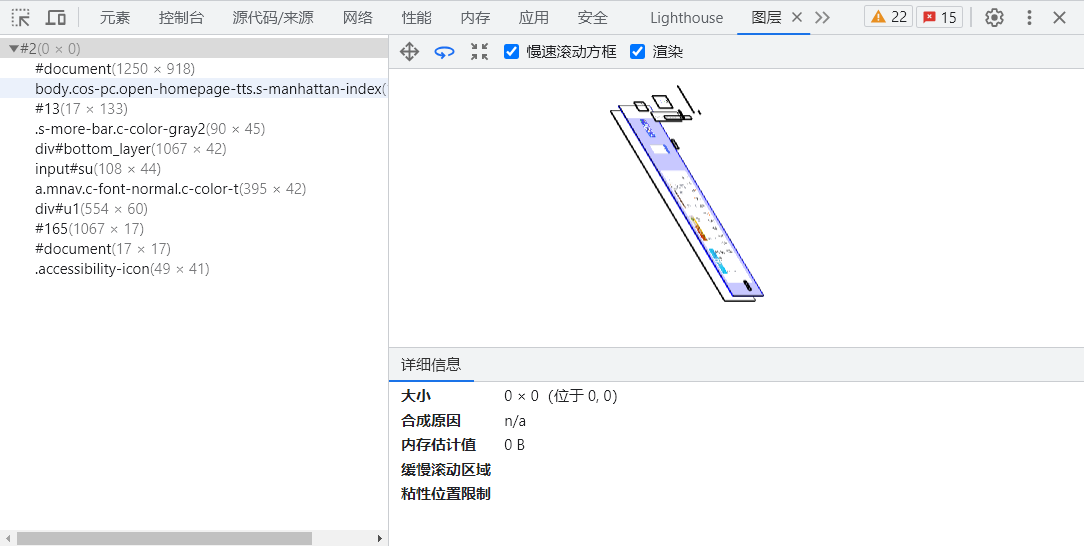 元素 控制台 源代码/来源 网络 性能 内存 应用 安全 Lighthouse 图层 22 15
#2(0 × 0)
#document(1250 × 918)
body.cos-pc.open-homepage-tts.s-manhattan-index(
#13(17 × 133)
.s-more-bar.c-color-gray2(90 × 45)
div#bottom_layer(1067 × 42)
input#su(108 × 44)
a.mnav.c-font-normal.c-color-t(395 × 42)
div#u1(554 × 60)
#165(1067 × 17)
#document(17 × 17)
.accessibility-icon(49 × 41)
慢速滚动方框 渲染
详细信息
大小 0 × 0 (位于 0, 0)
合成原因 n/a
内存估计值 0 B
缓慢滚动区域
粘性位置限制